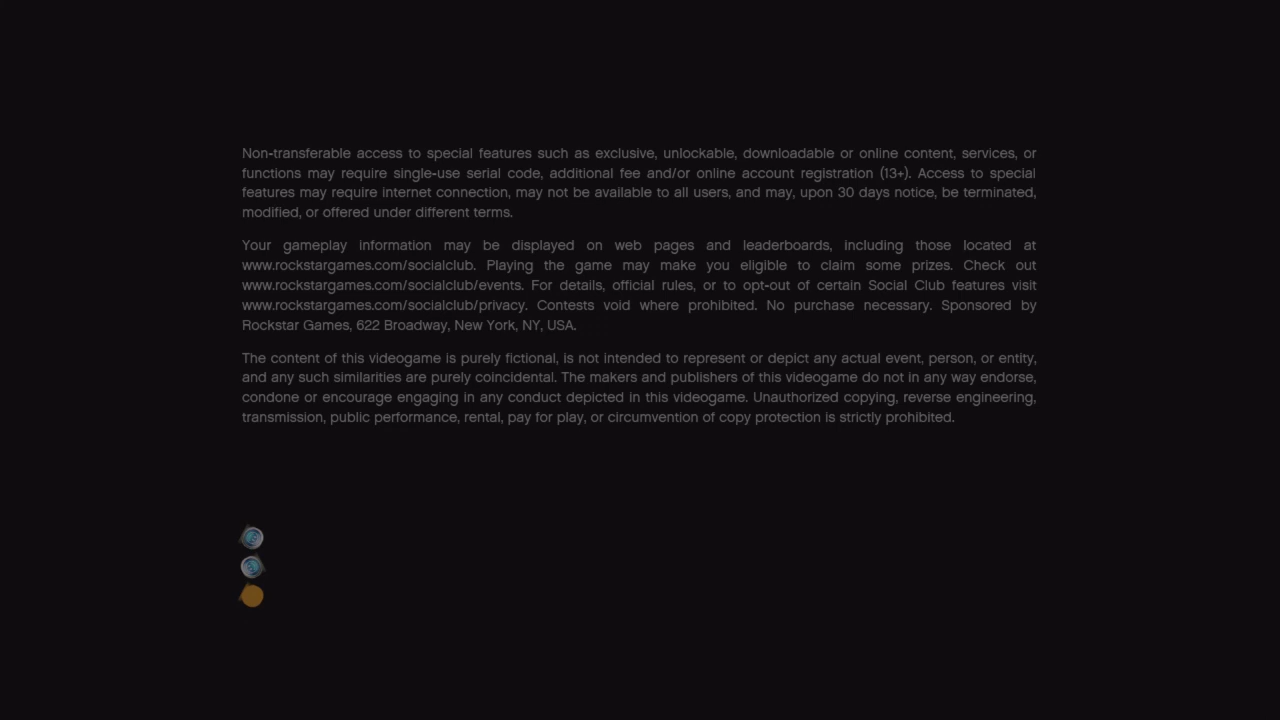 Non-transferable access to special features such as exclusive, unlockable, downloadable or online content, services, or
functions may require single-use serial code, additional fee and/or online account registration (13+). Access to special
features may require internet connection, may not be available to all users, and may, upon 30 days notice, be terminated,
modified, or offered under different terms.
Your gameplay information may be displayed on web pages and leaderboards, including those located at
www.rockstargames.com/socialclub. Playing the game may make you eligible to claim some prizes. Check out
www.rockstargames.com/socialclub/events. For details, official rules, or to opt-out of certain Social Club features visit
www.rockstargames.com/socialclub/privacy. Contests void where prohibited. No purchase necessary. Sponsored by
Rockstar Games, 622 Broadway, New York, NY, USA.
The content of this videogame is purely fictional, is not intended to represent or depict any actual event, person, or entity,
and any such similarities are purely coincidental. The makers and publishers of this videogame do not in any way endorse,
condone or encourage engaging in any conduct depicted in this videogame. Unauthorized copying, reverse engineering,
transmission, public performance, rental, pay for play, or circumvention of copy protection is strictly prohibited.